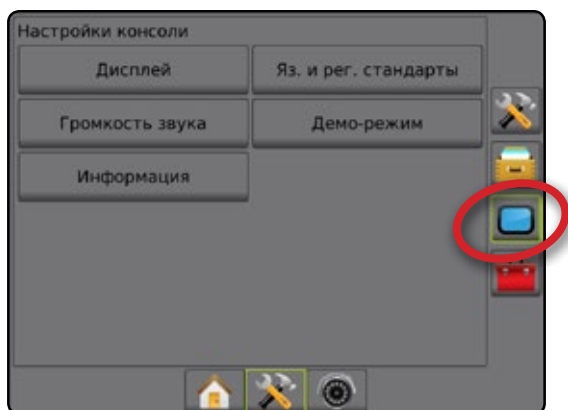 Настройки консоли
Дисплей
Яз. и рег. стандарты
Громкость звука
Демо-режим
Информация